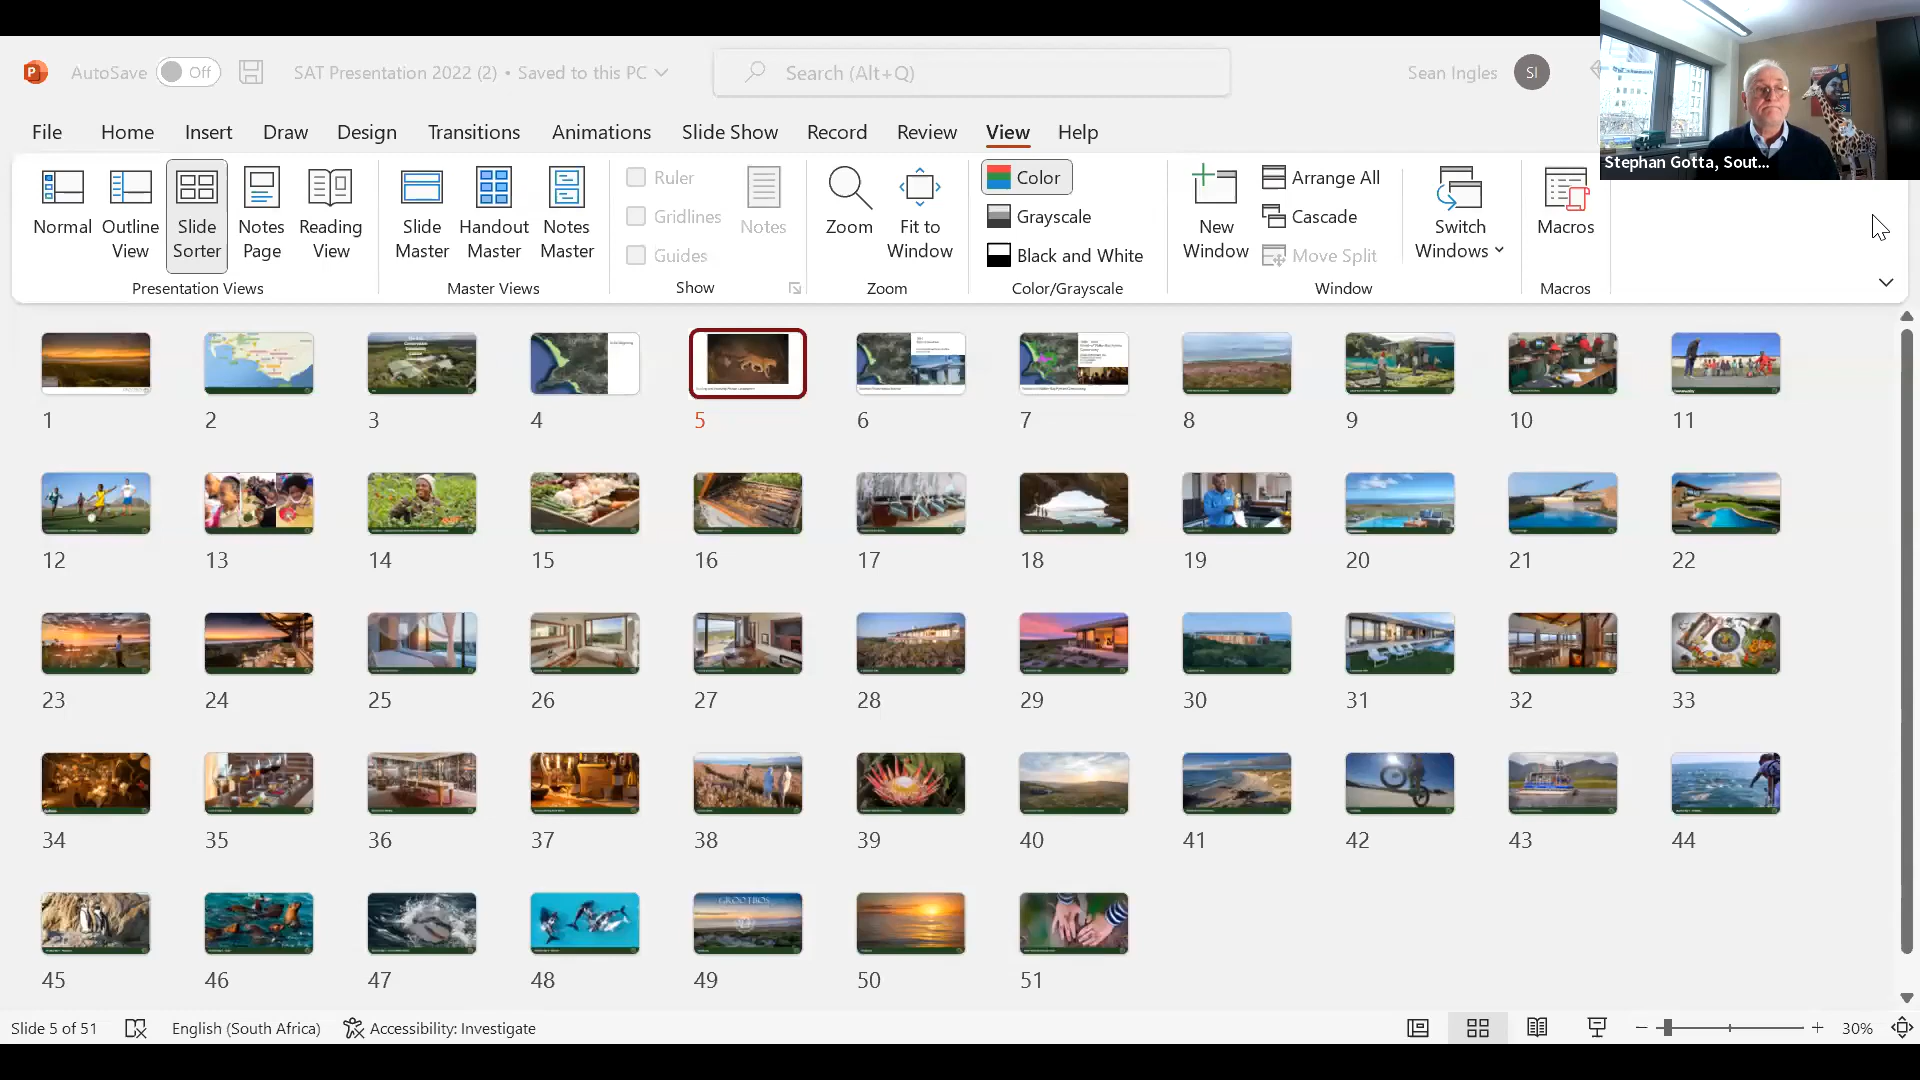 AutoSave Off SAT Presentation 2022 (2) • Saved to this PC Search (Alt+Q) Sean Ingles SI
File Home Insert Draw Design Transitions Animations Slide Show Record Review View Help
Stephan Gotta, Sout...
Normal Outline View Slide Sorter Notes Page Reading View
Presentation Views
Slide Master Handout Master Notes Master
Master Views
Ruler
Gridlines
Guides
Notes
Show
Zoom Fit to Window
Zoom
Color
Grayscale
Black and White
Color/Grayscale
New Window
Arrange All
Cascade
Move Split
Switch Windows
Window
Macros
Macros
1 2 3 4 5 6 7 8 9 10 11
12 13 14 15 16 17 18 19 20 21 22
23 24 25 26 27 28 29 30 31 32 33
34 35 36 37 38 39 40 41 42 43 44
GROOTBOS
45 46 47 48 49 50 51
Slide 5 of 51 English (South Africa) Accessibility: Investigate 30%